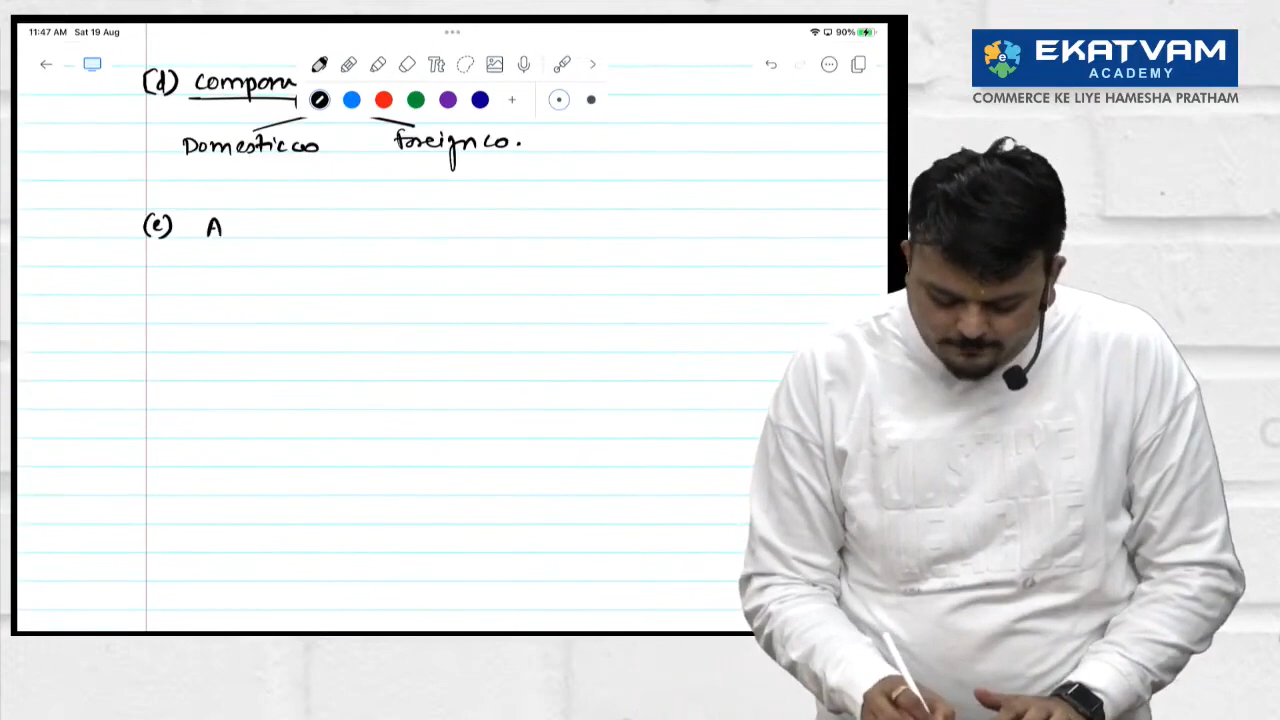 11:47 AM Sat 19 Aug
90%
EKATVAM
ACADEMY
COMMERCE KE LIYE HAMESHA PRATHAM
(d) compan
Tt
Domestic co
foreign co.
(e) A